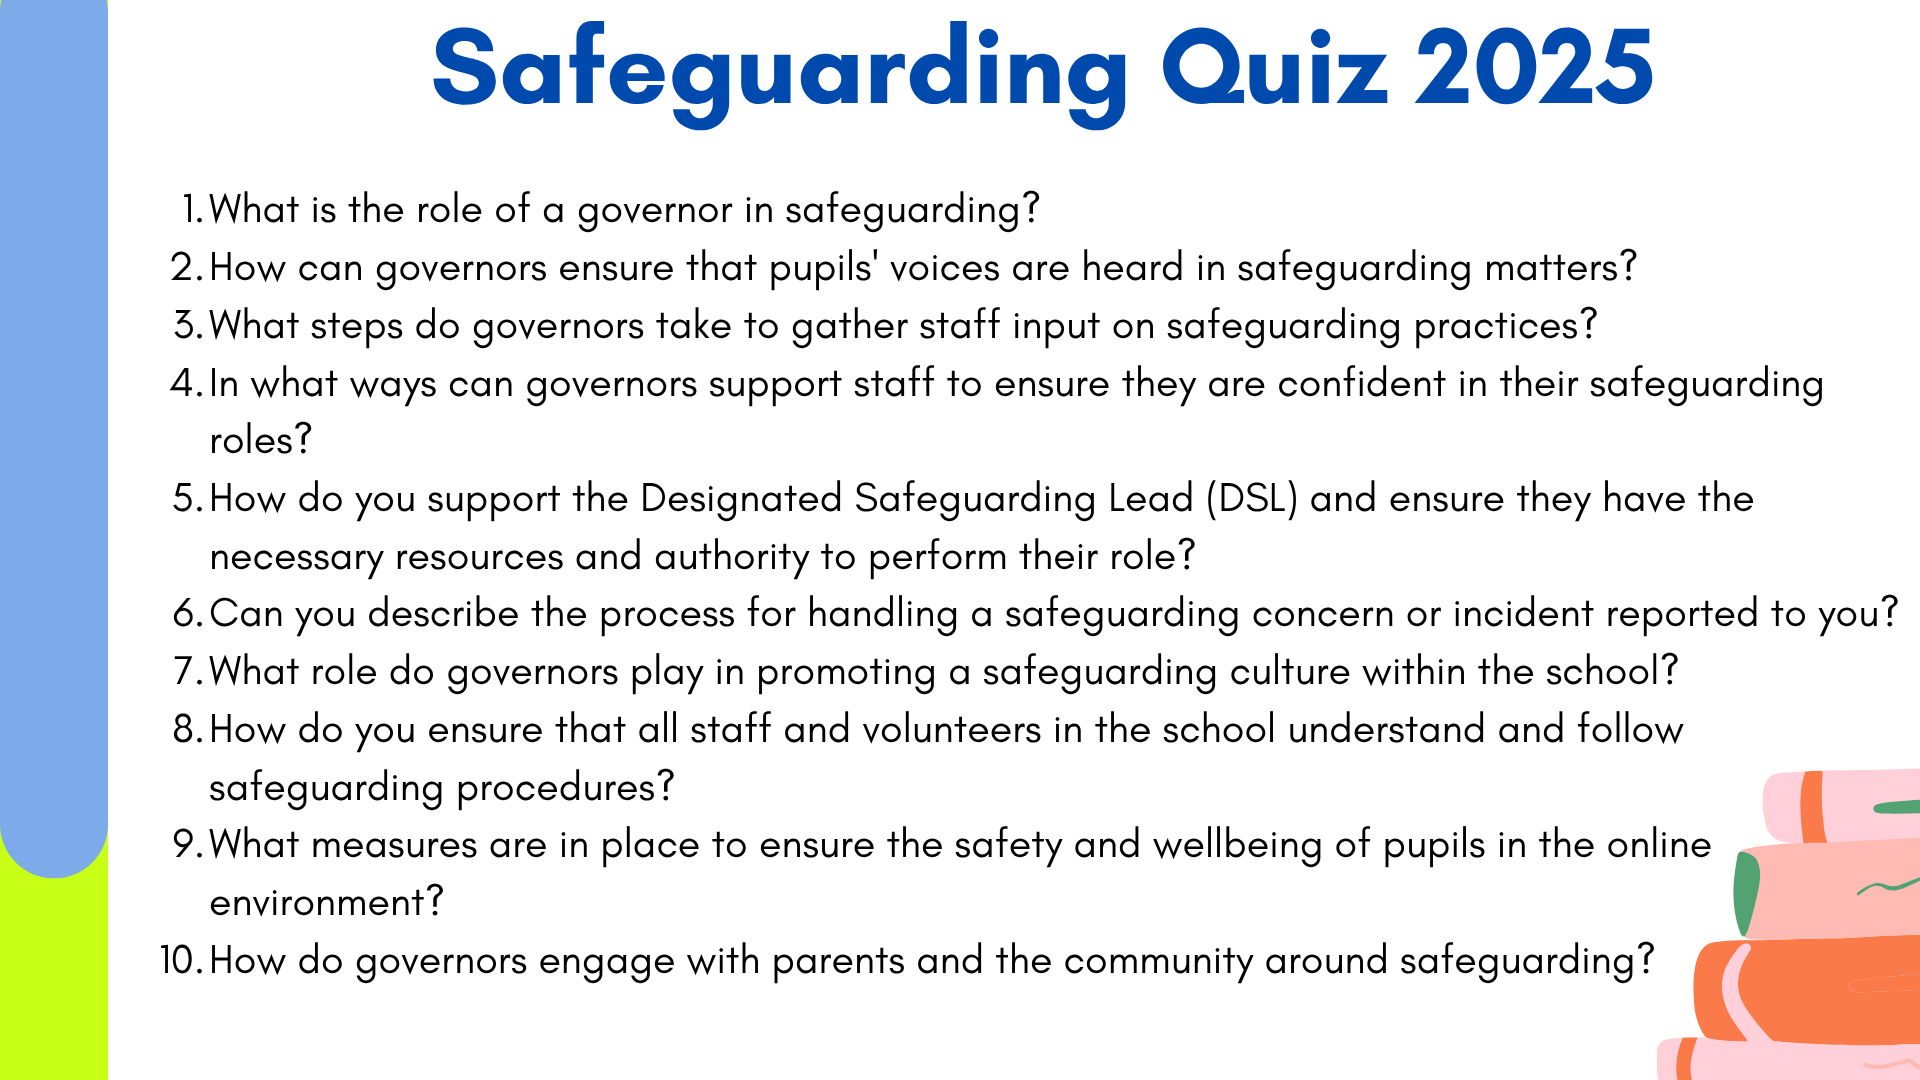 Safeguarding Quiz 2025
1. What is the role of a governor in safeguarding?
2. How can governors ensure that pupils' voices are heard in safeguarding matters?
3. What steps do governors take to gather staff input on safeguarding practices?
4. In what ways can governors support staff to ensure they are confident in their safeguarding
roles?
5. How do you support the Designated Safeguarding Lead (DSL) and ensure they have the
necessary resources and authority to perform their role?
6. Can you describe the process for handling a safeguarding concern or incident reported to you?
7. What role do governors play in promoting a safeguarding culture within the school?
8. How do you ensure that all staff and volunteers in the school understand and follow
safeguarding procedures?
9. What measures are in place to ensure the safety and wellbeing of pupils in the online
environment?
10. How do governors engage with parents and the community around safeguarding?